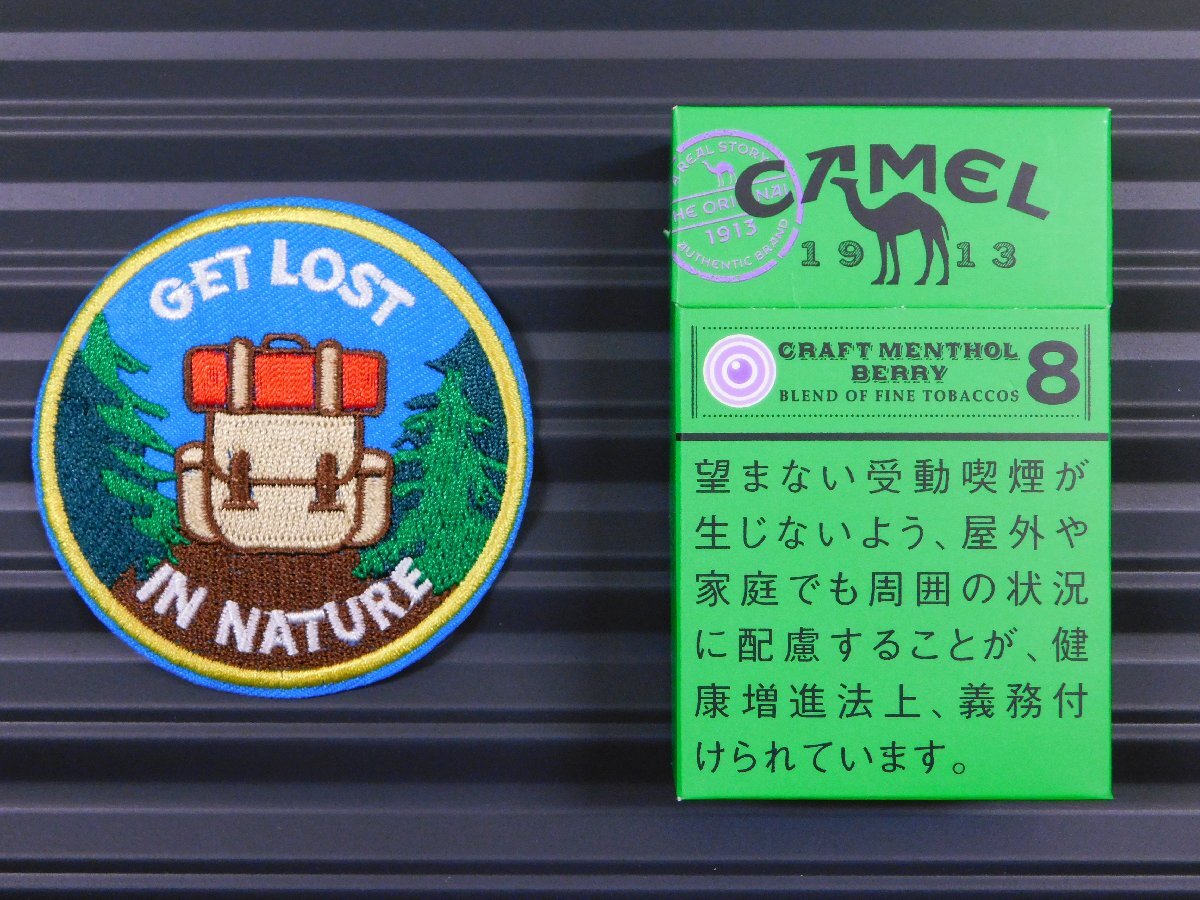 GET LOST
IN NATURE
A REAL STORY
THE ORIGINAL
1913
AUTHENTIC BRAND
CAMEL
1913
CRAFT MENTHOL
BERRY
8
BLEND OF FINE TOBACCOS
望まない受動喫煙が
生じないよう、屋外や
家庭でも周囲の状況
に配慮することが、健
康増進法上、義務付
けられています。